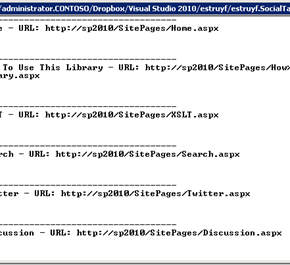 /administrator.CONTOSO/Dropbox/Visual Studio 2010/estruyf/estruyf.SocialTa
e - URL: http://sp2010/SitePages/Home.aspx
To Use This Library - URL: http://sp2010/SitePages/How
ary.aspx
T - URL: http://sp2010/SitePages/XSLT.aspx
rch - URL: http://sp2010/SitePages/Search.aspx
tter - URL: http://sp2010/SitePages/Twitter.aspx
cussion - URL: http://sp2010/SitePages/Discussion.aspx